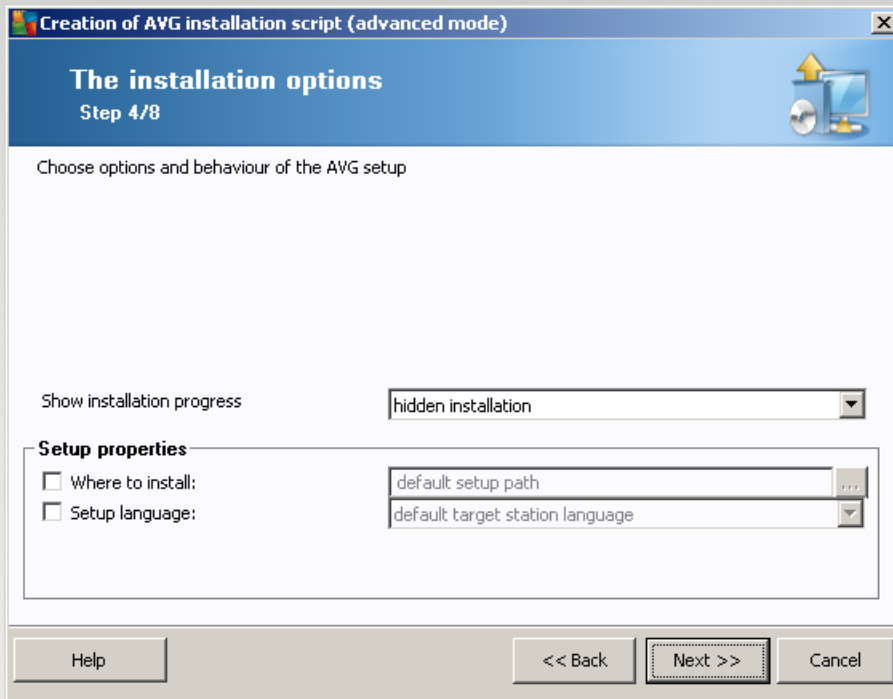 Creation of AVG installation script (advanced mode)
The installation options
Step 4/8
Choose options and behaviour of the AVG setup
Show installation progress
hidden installation
Setup properties
Where to install:
default setup path
...
Setup language:
default target station language
Help
<< Back
Next >>
Cancel